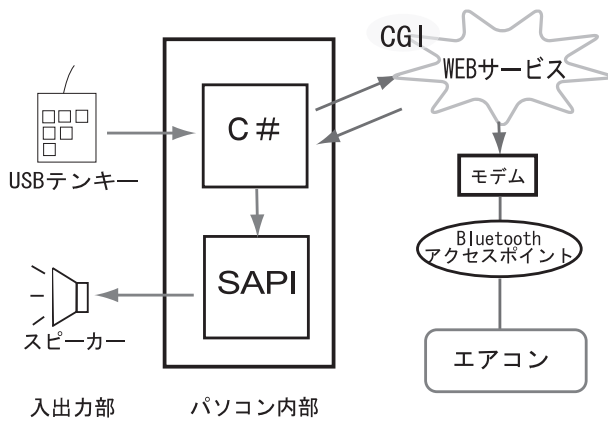 CGI
WEBサービス
C#
USBテンキー
モデム
Bluetooth
アクセスポイント
SAPI
スピーカー
エアコン
入出力部
パソコン内部